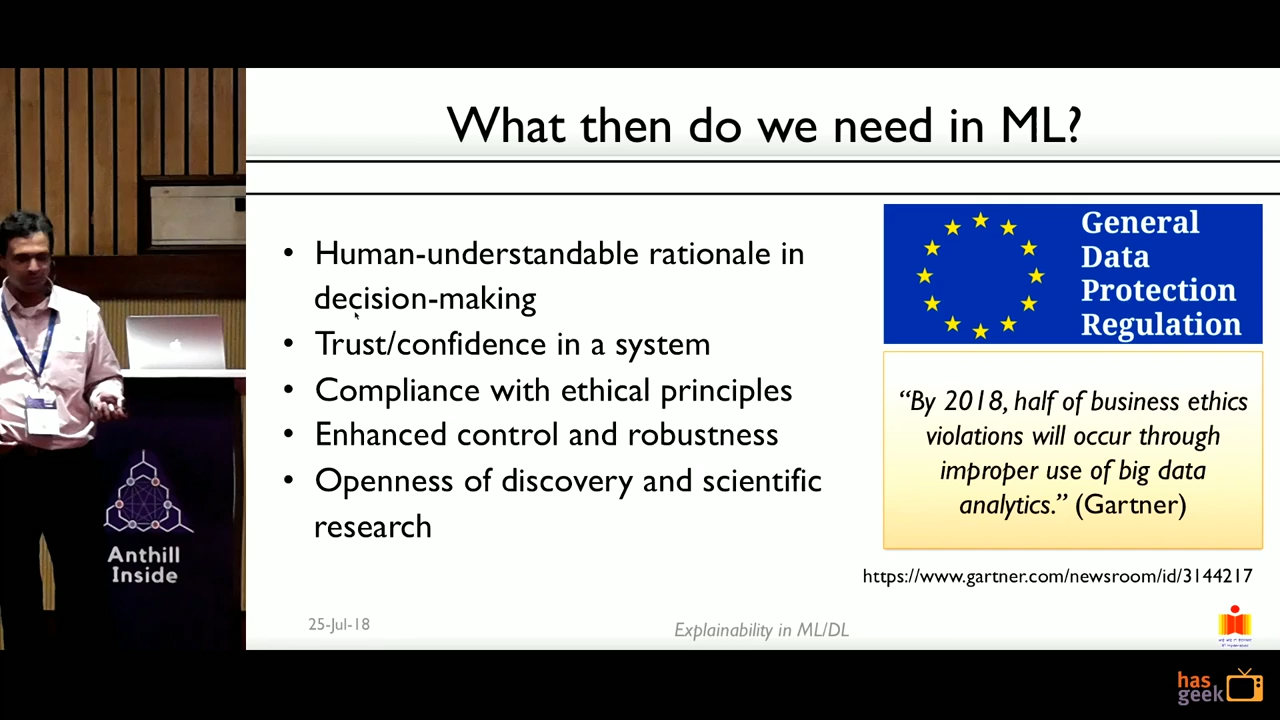 What then do we need in ML?
• Human-understandable rationale in
decision-making
• Trust/confidence in a system
• Compliance with ethical principles
• Enhanced control and robustness
• Openness of discovery and scientific
research
General
Data
Protection
Regulation
“By 2018, half of business ethics
violations will occur through
improper use of big data
analytics.” (Gartner)
https://www.gartner.com/newsroom/id/3144217
25-Jul-18
Explainability in ML/DL
Anthill
Inside
has
geek